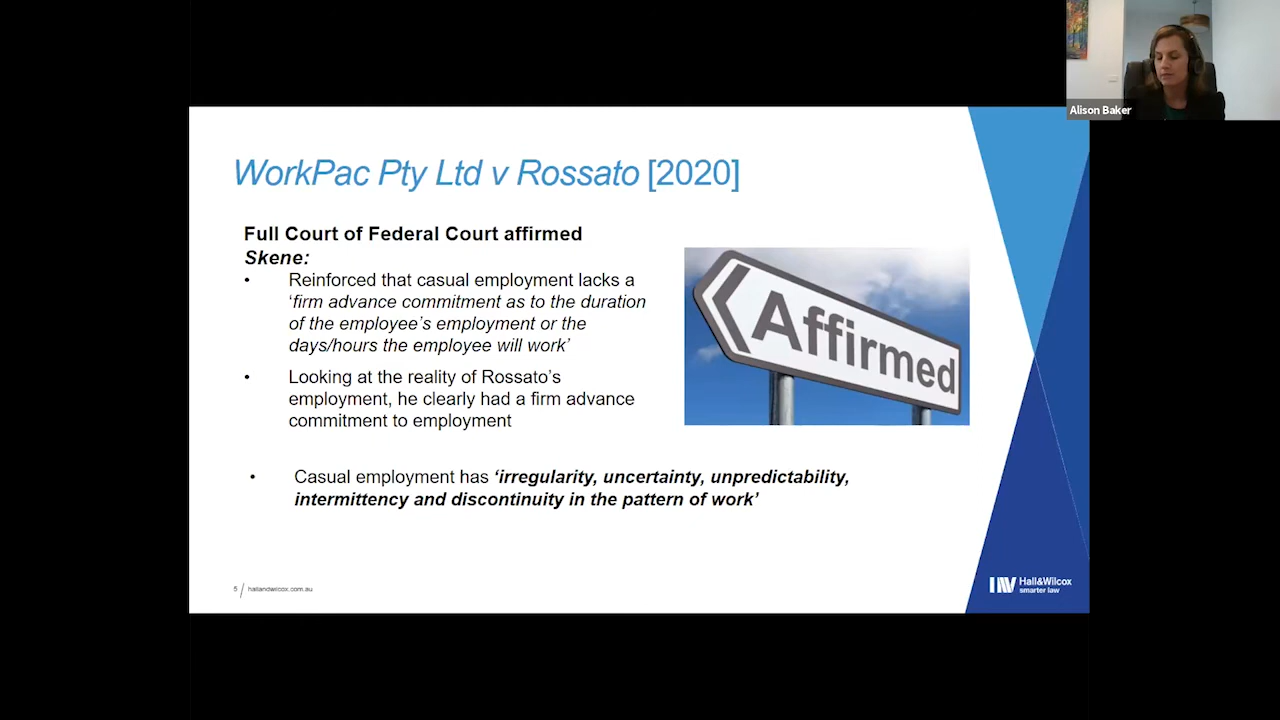 Alison Baker
WorkPac Pty Ltd v Rossato [2020]
Full Court of Federal Court affirmed
Skene:
• Reinforced that casual employment lacks a
‘firm advance commitment as to the duration
of the employee’s employment or the
days/hours the employee will work’
• Looking at the reality of Rossato’s
employment, he clearly had a firm advance
commitment to employment
Affirmed
• Casual employment has ‘irregularity, uncertainty, unpredictability,
intermittency and discontinuity in the pattern of work’
5 / hallandwilcox.com.au
Hall&Wilcox
smarter law